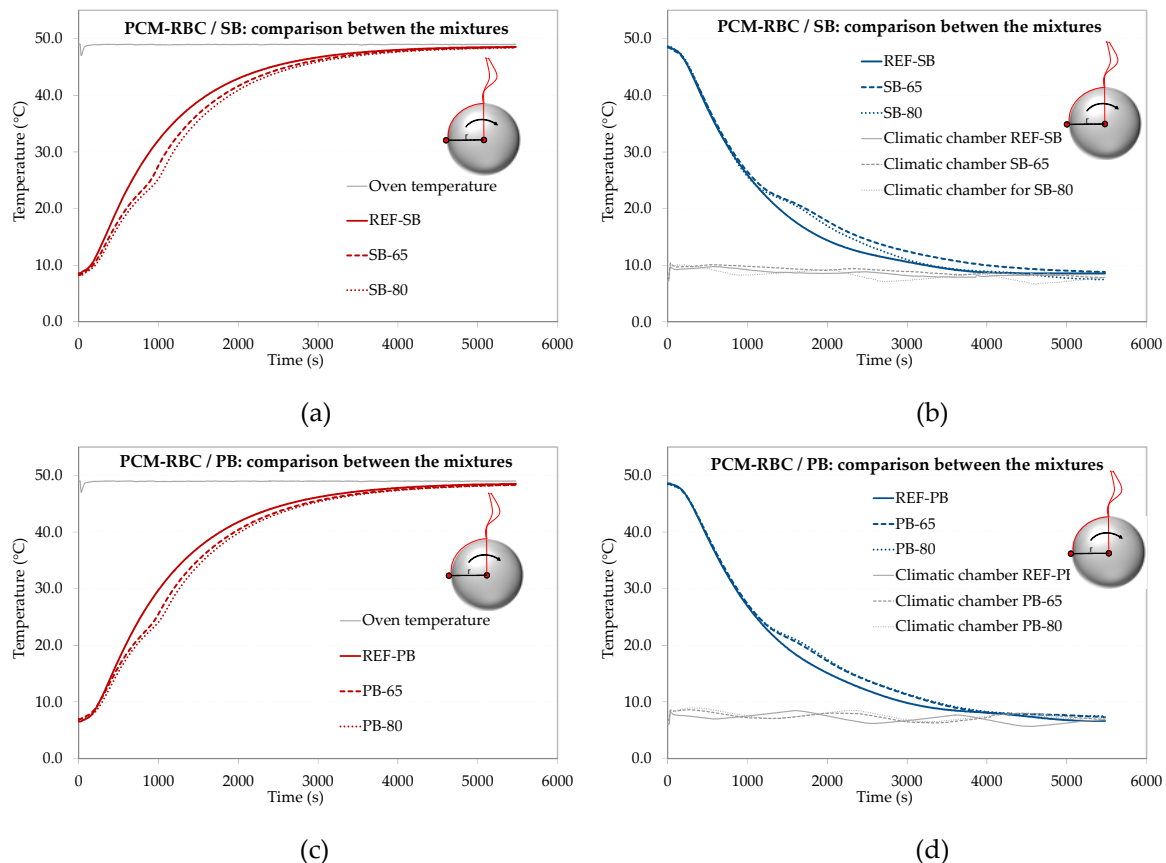 PCM-RBC / SB: comparison betwen the mixtures
50.0
40.0
30.0
20.0
10.0
0.0
Temperature (°C)
r
Oven temperature
REF-SB
SB-65
SB-80
0 1000 2000 3000 4000 5000 6000
Time (s)
(a)
PCM-RBC / SB: comparison between the mixtures
50.0
40.0
30.0
20.0
10.0
0.0
Temperature (°C)
r
REF-SB
SB-65
SB-80
Climatic chamber REF-SB
Climatic chamber SB-65
Climatic chamber for SB-80
0 1000 2000 3000 4000 5000 6000
Time (s)
(b)
PCM-RBC / PB: comparison between the mixtures
50.0
40.0
30.0
20.0
10.0
0.0
Temperature (°C)
r
Oven temperature
REF-PB
PB-65
PB-80
0 1000 2000 3000 4000 5000 6000
Time (s)
(c)
PCM-RBC / PB: comparison between the mixtures
50.0
40.0
30.0
20.0
10.0
0.0
Temperature (°C)
r
REF-PB
PB-65
PB-80
Climatic chamber REF-PB
Climatic chamber PB-65
Climatic chamber PB-80
0 1000 2000 3000 4000 5000 6000
Time (s)
(d)